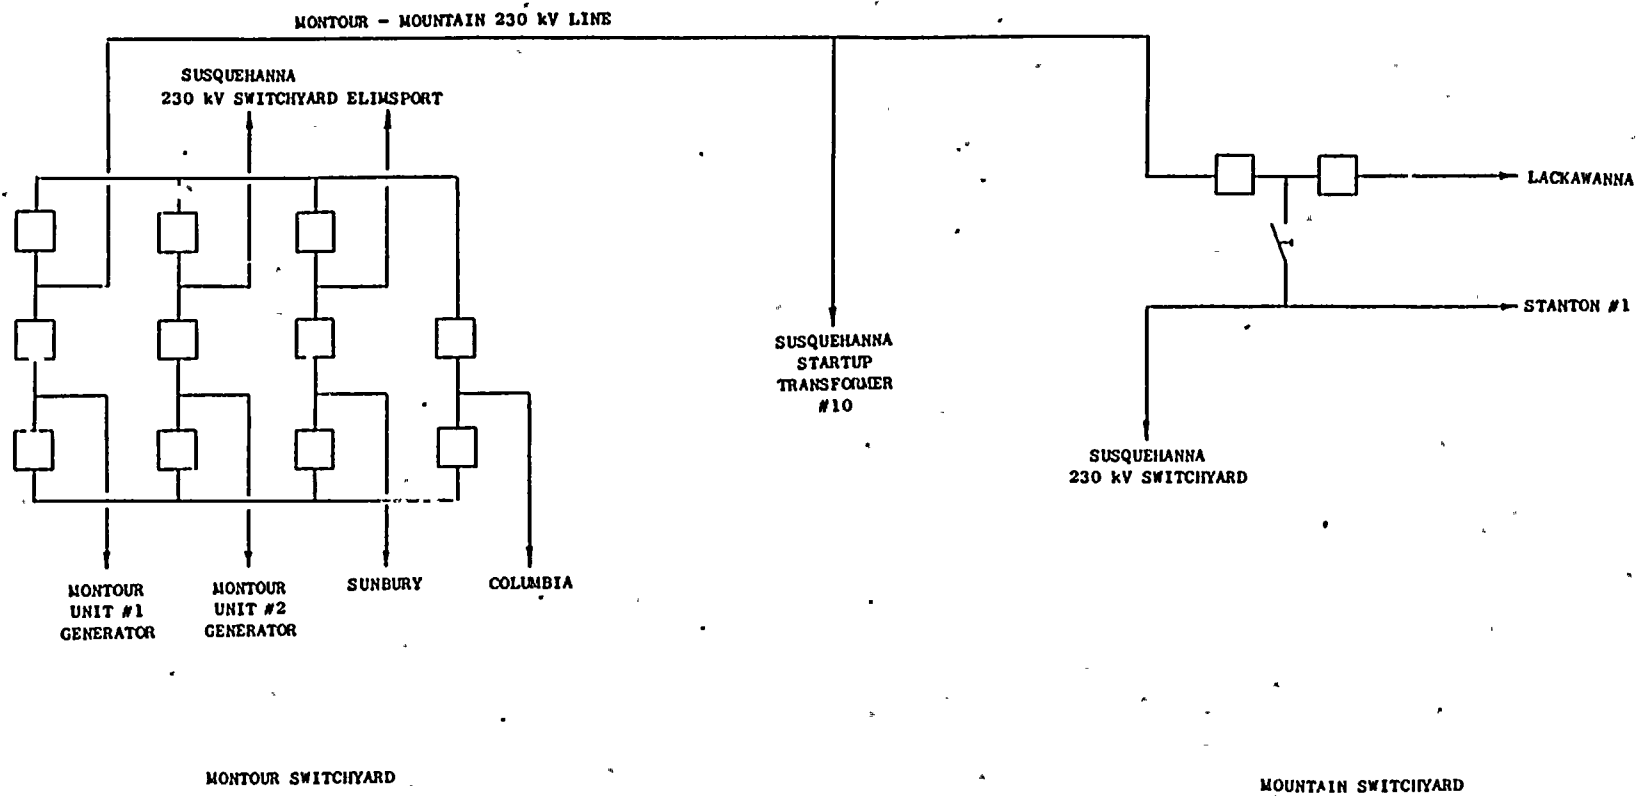 MONTOUR - MOUNTAIN 230 kV LINE
SUSQUEHANNA
230 kV SWITCHYARD ELIMSPORT
LACKAWANNA
STANTON #1
SUSQUEHANNA
STARTUP
TRANSFORMER
#10
SUSQUEHANNA
230 kV SWITCHYARD
MONTOUR
UNIT #1
GENERATOR
MONTOUR
UNIT #2
GENERATOR
SUNBURY
COLUMBIA
MONTOUR SWITCHYARD
MOUNTAIN SWITCHYARD